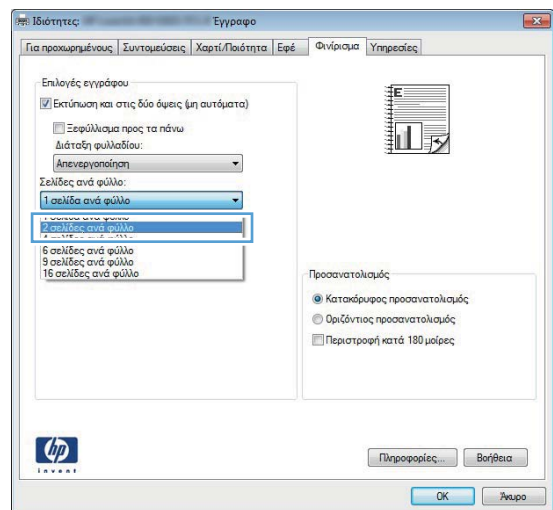 Ιδιότητες: Έγγραφο
Για προχωρημένους Συντομεύσεις Χαρτί/Ποιότητα Εφέ Φινίρισμα Υπηρεσίες
Επιλογές εγγράφου
Εκτύπωση και στις δύο όψεις (μη αυτόματα)
Ξεφύλλισμα προς τα πάνω
Διάταξη φυλλαδίου:
Απενεργοποίηση
Σελίδες ανά φύλλο:
1 σελίδα ανά φύλλο
2 σελίδες ανά φύλλο
6 σελίδες ανά φύλλο
9 σελίδες ανά φύλλο
16 σελίδες ανά φύλλο
E
Προσανατολισμός
Κατακόρυφος προσανατολισμός
Οριζόντιος προσανατολισμός
Περιστροφή κατά 180 μοίρες
hp
invent
Πληροφορίες... Βοήθεια
OK Άκυρο